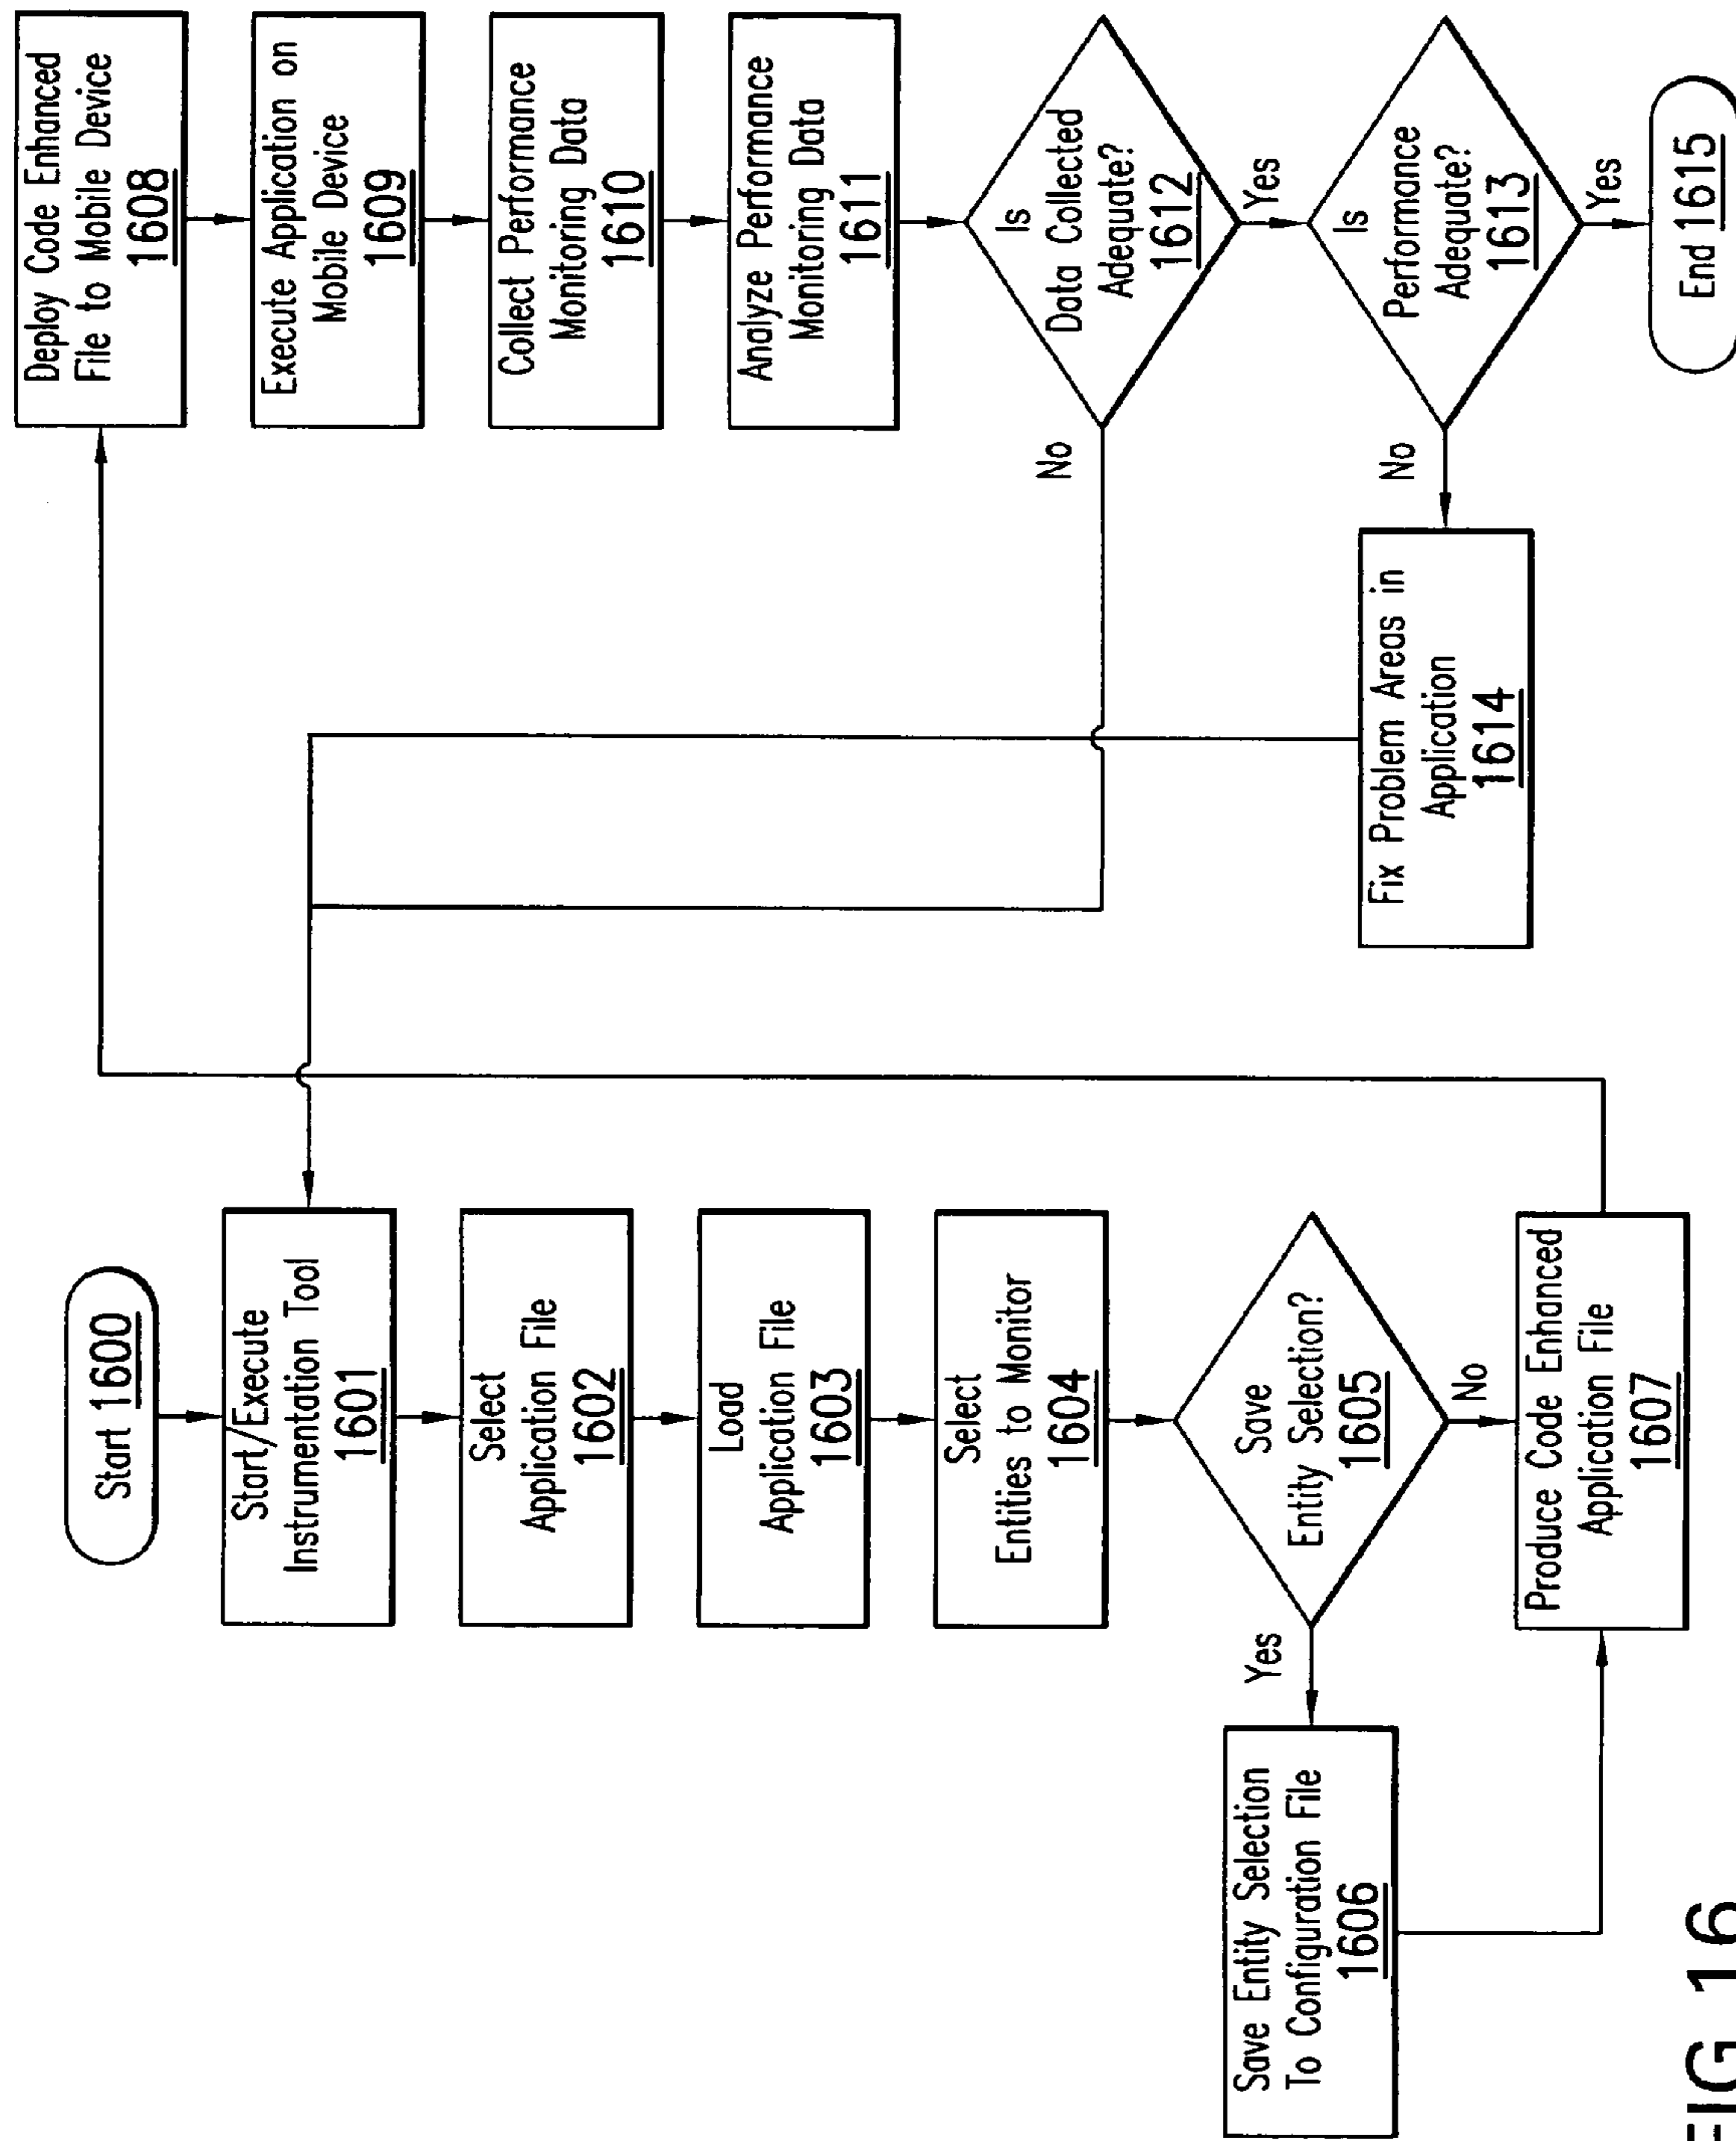 Start 1600
Start/Execute
Instrumentation Tool
1601
Select
Application File
1602
Load
Application File
1603
Select
Entities to Monitor
1604
Save
Entity Selection?
1605
Yes
No
Save Entity Selection
To Configuration File
1606
Produce Code Enhanced
Application File
1607
Deploy Code Enhanced
File to Mobile Device
1608
Execute Application on
Mobile Device
1609
Collect Performance
Monitoring Data
1610
Analyze Performance
Monitoring Data
1611
Is
Data Collected
Adequate?
1612
No
Yes
Is
Performance
Adequate?
1613
No
Yes
Fix Problem Areas in
Application
1614
End 1615
FIG 16